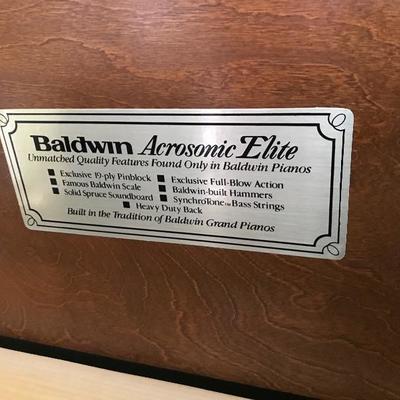 Baldwin Acrosonic Elite
Unmatched Quality Features Found Only in Baldwin Pianos
■ Exclusive 19-ply Pinblock ■ Exclusive Full-Blow Action
■ Famous Baldwin Scale ■ Baldwin-built Hammers
■ Solid Spruce Soundboard ■ SynchroTone™ Bass Strings
■ Heavy Duty Back
Built in the Tradition of Baldwin Grand Pianos